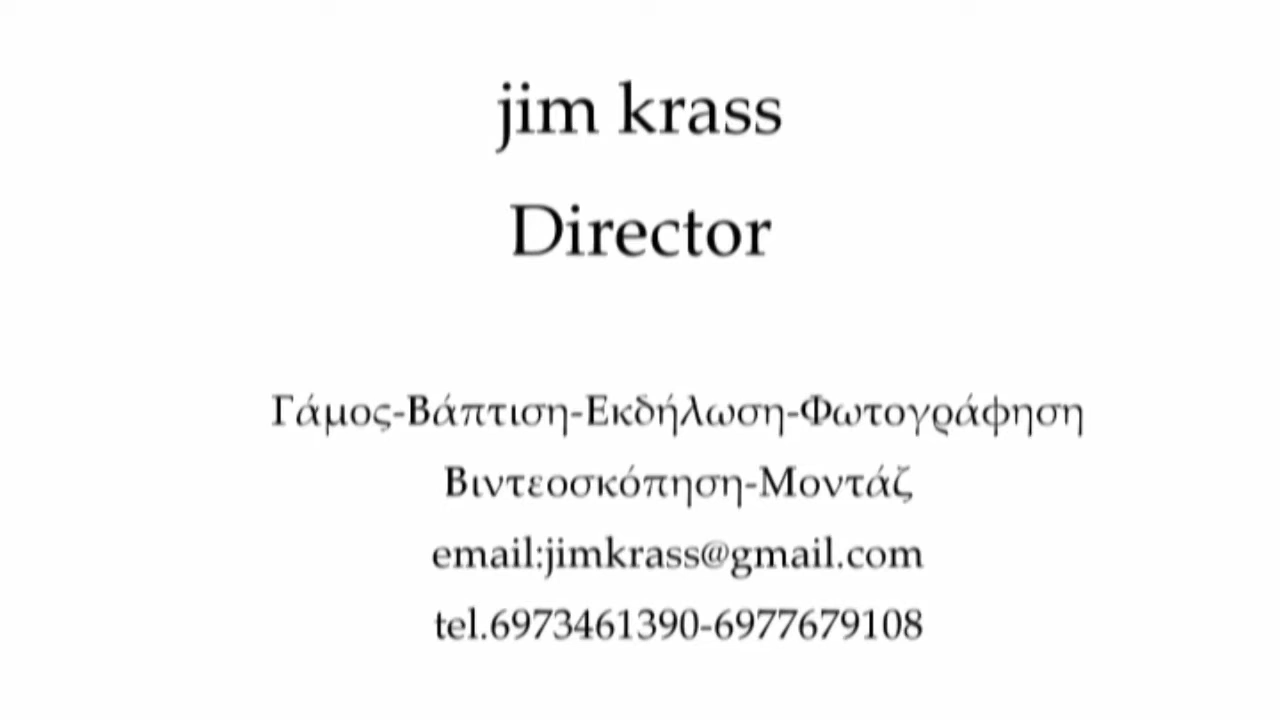 jim krass
Director
Γάμος-Βάπτιση-Εκδήλωση-Φωτογράφηση
Βιντεοσκόπηση-Μοντάζ
email:jimkrass@gmail.com
tel.6973461390-6977679108